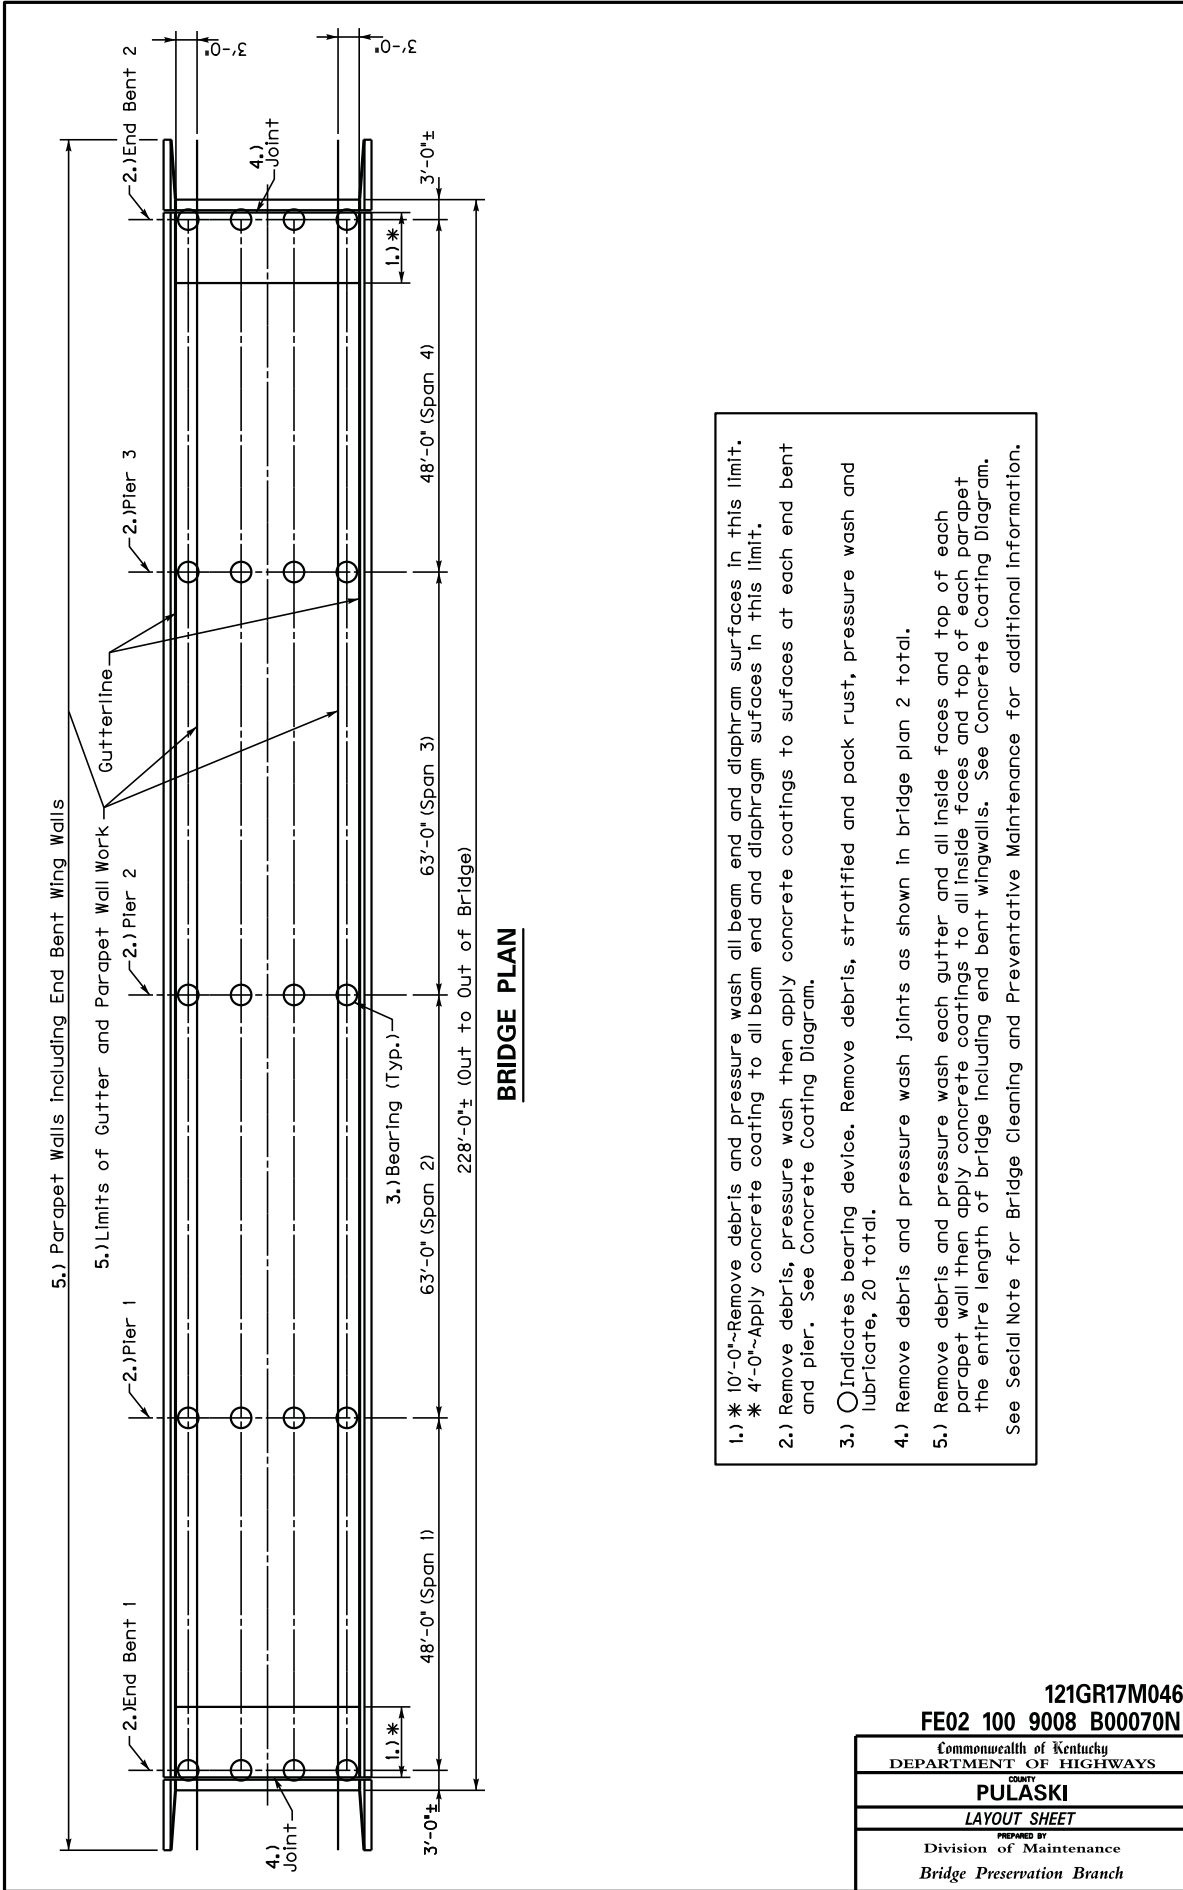 5.) Parapet Walls including End Bent Wing Walls
5.) Limits of Gutter and Parapet Wall Work
Gutterline
2.) End Bent 1
2.) Pier 1
2.) Pier 2
2.) Pier 3
2.) End Bent 2
3'-0"
3'-0"
4.)
Joint
4.)
Joint
1.) *
1.) *
3.) Bearing (Typ.)
3'-0"±
48'-0" (Span 1)
63'-0" (Span 2)
63'-0" (Span 3)
48'-0" (Span 4)
3'-0"±
228'-0"± (Out to Out of Bridge)
BRIDGE PLAN
1.) * 10'-0"~Remove debris and pressure wash all beam end and diaphram surfaces in this limit.
* 4'-0"~Apply concrete coating to all beam end and diaphragm sufaces in this limit.
2.) Remove debris, pressure wash then apply concrete coatings to sufaces at each end bent
and pier. See Concrete Coating Diagram.
3.) ◯ Indicates bearing device. Remove debris, stratified and pack rust, pressure wash and
lubricate, 20 total.
4.) Remove debris and pressure wash joints as shown in bridge plan 2 total.
5.) Remove debris and pressure wash each gutter and all inside faces and top of each
parapet wall then apply concrete coatings to all inside faces and top of each parapet
the entire length of bridge including end bent wingwalls. See Concrete Coating Diagram.
See Secial Note for Bridge Cleaning and Preventative Maintenance for additional information.
121GR17M046
FE02 100 9008 B00070N
Commonwealth of Kentucky
DEPARTMENT OF HIGHWAYS
COUNTY
PULASKI
LAYOUT SHEET
PREPARED BY
Division of Maintenance
Bridge Preservation Branch